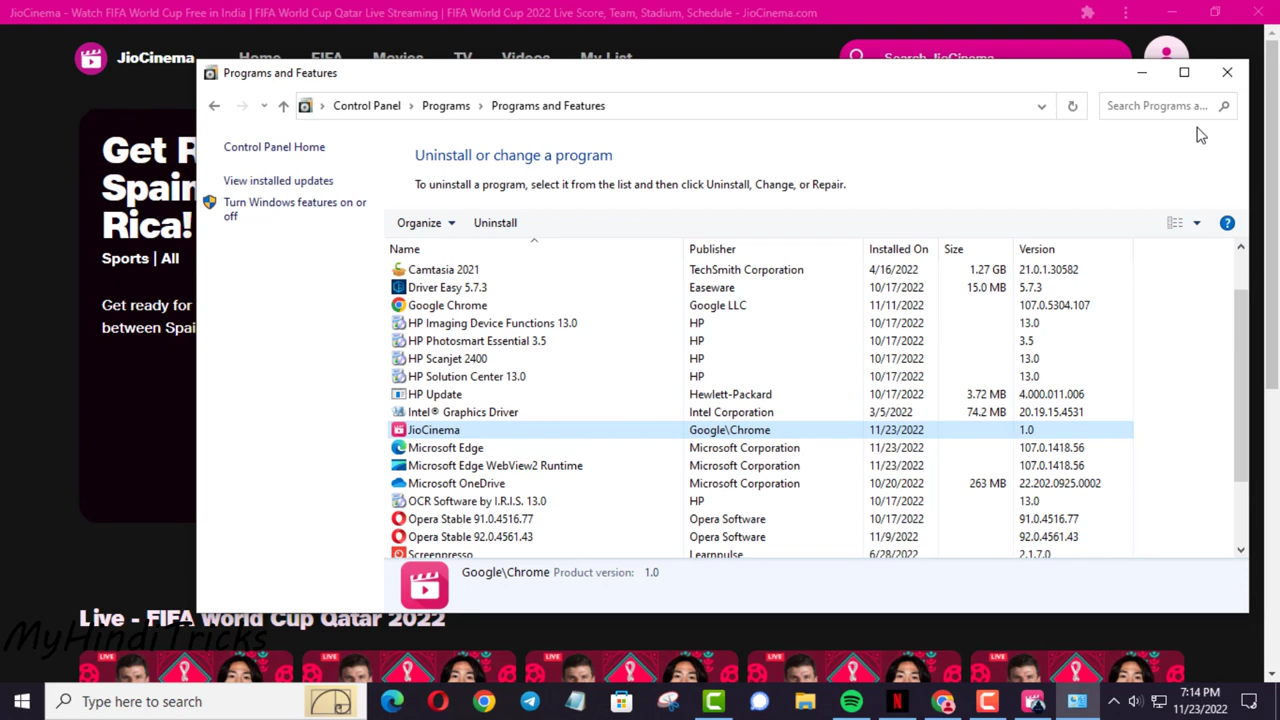 JioCinema - Watch FIFA World Cup Free in India | FIFA World Cup Qatar Live Streaming | FIFA World Cup 2022 Live Score, Team, Stadium, Schedule - JioCinema.com
JioCinema Home FIFA Movies TV Videos My List Search JioCinema
Programs and Features
Control Panel Programs Programs and Features Search Programs a...
Control Panel Home
View installed updates
Turn Windows features on or off
Uninstall or change a program
To uninstall a program, select it from the list and then click Uninstall, Change, or Repair.
Organize Uninstall
Name Publisher Installed On Size Version
Camtasia 2021 TechSmith Corporation 4/16/2022 1.27 GB 21.0.1.30582
Driver Easy 5.7.3 Easeware 10/17/2022 15.0 MB 5.7.3
Google Chrome Google LLC 11/11/2022 107.0.5304.107
HP Imaging Device Functions 13.0 HP 10/17/2022 13.0
HP Photosmart Essential 3.5 HP 10/17/2022 3.5
HP Scanjet 2400 HP 10/17/2022 13.0
HP Solution Center 13.0 HP 10/17/2022 13.0
HP Update Hewlett-Packard 10/17/2022 3.72 MB 4.000.011.006
Intel® Graphics Driver Intel Corporation 3/5/2022 74.2 MB 20.19.15.4531
JioCinema Google\Chrome 11/23/2022 1.0
Microsoft Edge Microsoft Corporation 11/23/2022 107.0.1418.56
Microsoft Edge WebView2 Runtime Microsoft Corporation 11/23/2022 107.0.1418.56
Microsoft OneDrive Microsoft Corporation 10/20/2022 263 MB 22.202.0925.0002
OCR Software by I.R.I.S. 13.0 HP 10/17/2022 13.0
Opera Stable 91.0.4516.77 Opera Software 10/17/2022 91.0.4516.77
Opera Stable 92.0.4561.43 Opera Software 11/9/2022 92.0.4561.43
Screenpresso Learnpulse 6/28/2022 2.1.7.0
Google\Chrome Product version: 1.0
Get R
Spain
Rica!
Sports | All
Get ready for
between Spai
Live - FIFA World Cup Qatar 2022
MyHindiTricks
LIVE LIVE LIVE LIVE LIVE
Type here to search
7:14 PM
11/23/2022